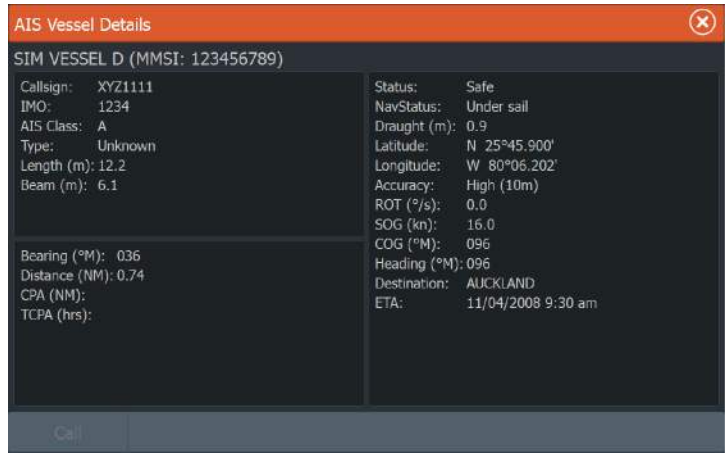 AIS Vessel Details
SIM VESSEL D (MMSI: 123456789)
Callsign: XYZ1111
IMO: 1234
AIS Class: A
Type: Unknown
Length (m): 12.2
Beam (m): 6.1
Bearing (°M): 036
Distance (NM): 0.74
CPA (NM):
TCPA (hrs):
Status: Safe
NavStatus: Under sail
Draught (m): 0.9
Latitude: N 25°45.900'
Longitude: W 80°06.202'
Accuracy: High (10m)
ROT (°/s): 0.0
SOG (kn): 16.0
COG (°M): 096
Heading (°M): 096
Destination: AUCKLAND
ETA: 11/04/2008 9:30 am
Call